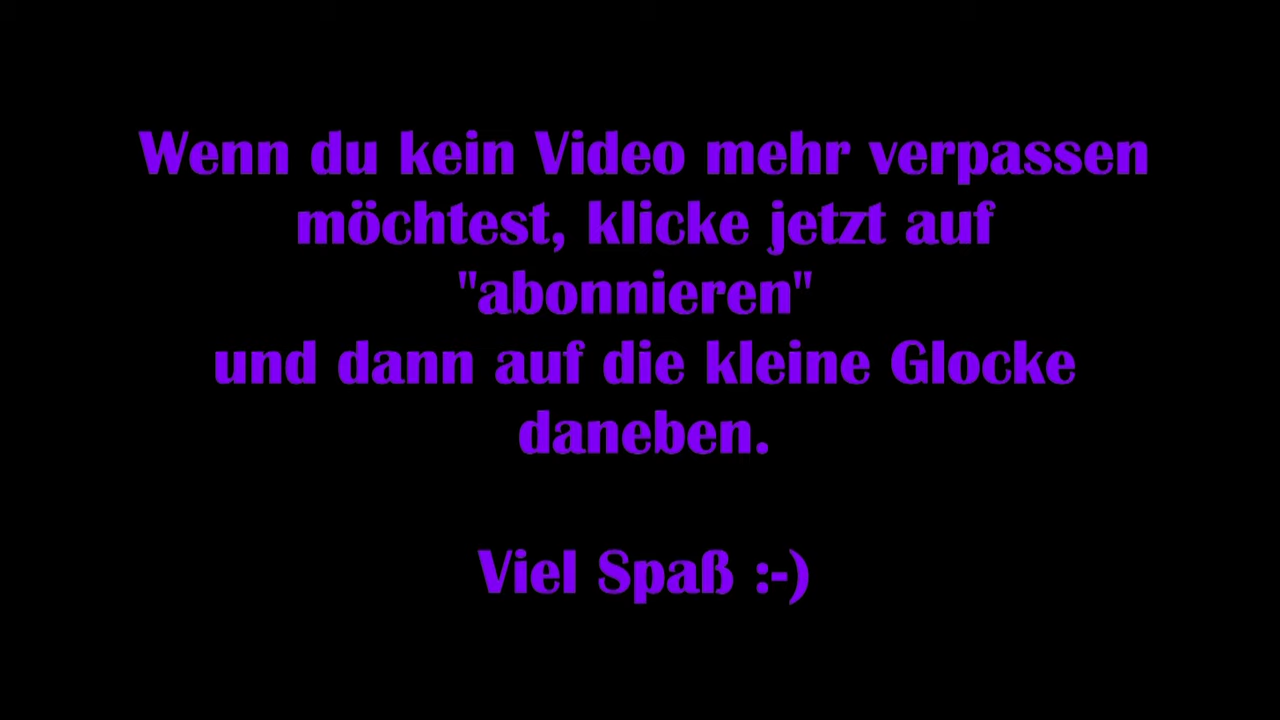 Wenn du kein Video mehr verpassen
möchtest, klicke jetzt auf
"abonnieren"
und dann auf die kleine Glocke
daneben.
Viel Spaß :-)